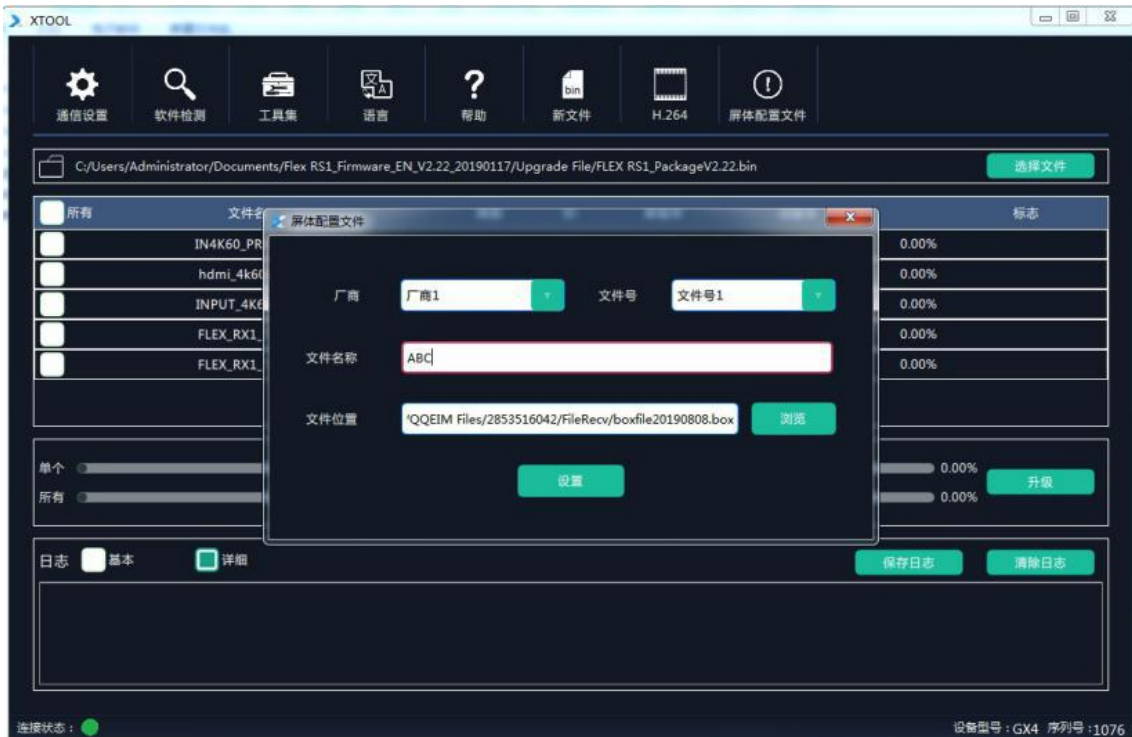 XTOOL
通信设置 软件检测 工具集 语言 帮助 新文件 H.264 屏体配置文件
bin
C:/Users/Administrator/Documents/Flex RS1_Firmware_EN_V2.22_20190117/Upgrade File/FLEX RS1_PackageV2.22.bin 选择文件
所有 文件名 标志
屏体配置文件
IN4K60_PR 0.00%
hdmi_4k60 0.00%
INPUT_4K6 0.00%
FLEX_RX1_ 0.00%
FLEX_RX1_ 0.00%
厂商 厂商1 文件号 文件号1
文件名称 ABC
文件位置 'QQEIM Files/2853516042/FileRecv/boxfile20190808.box 浏览
设置
单个 0.00%
所有 0.00%
升级
日志 基本 详细 保存日志 清除日志
连接状态: 设备型号:GX4 序列号:1076